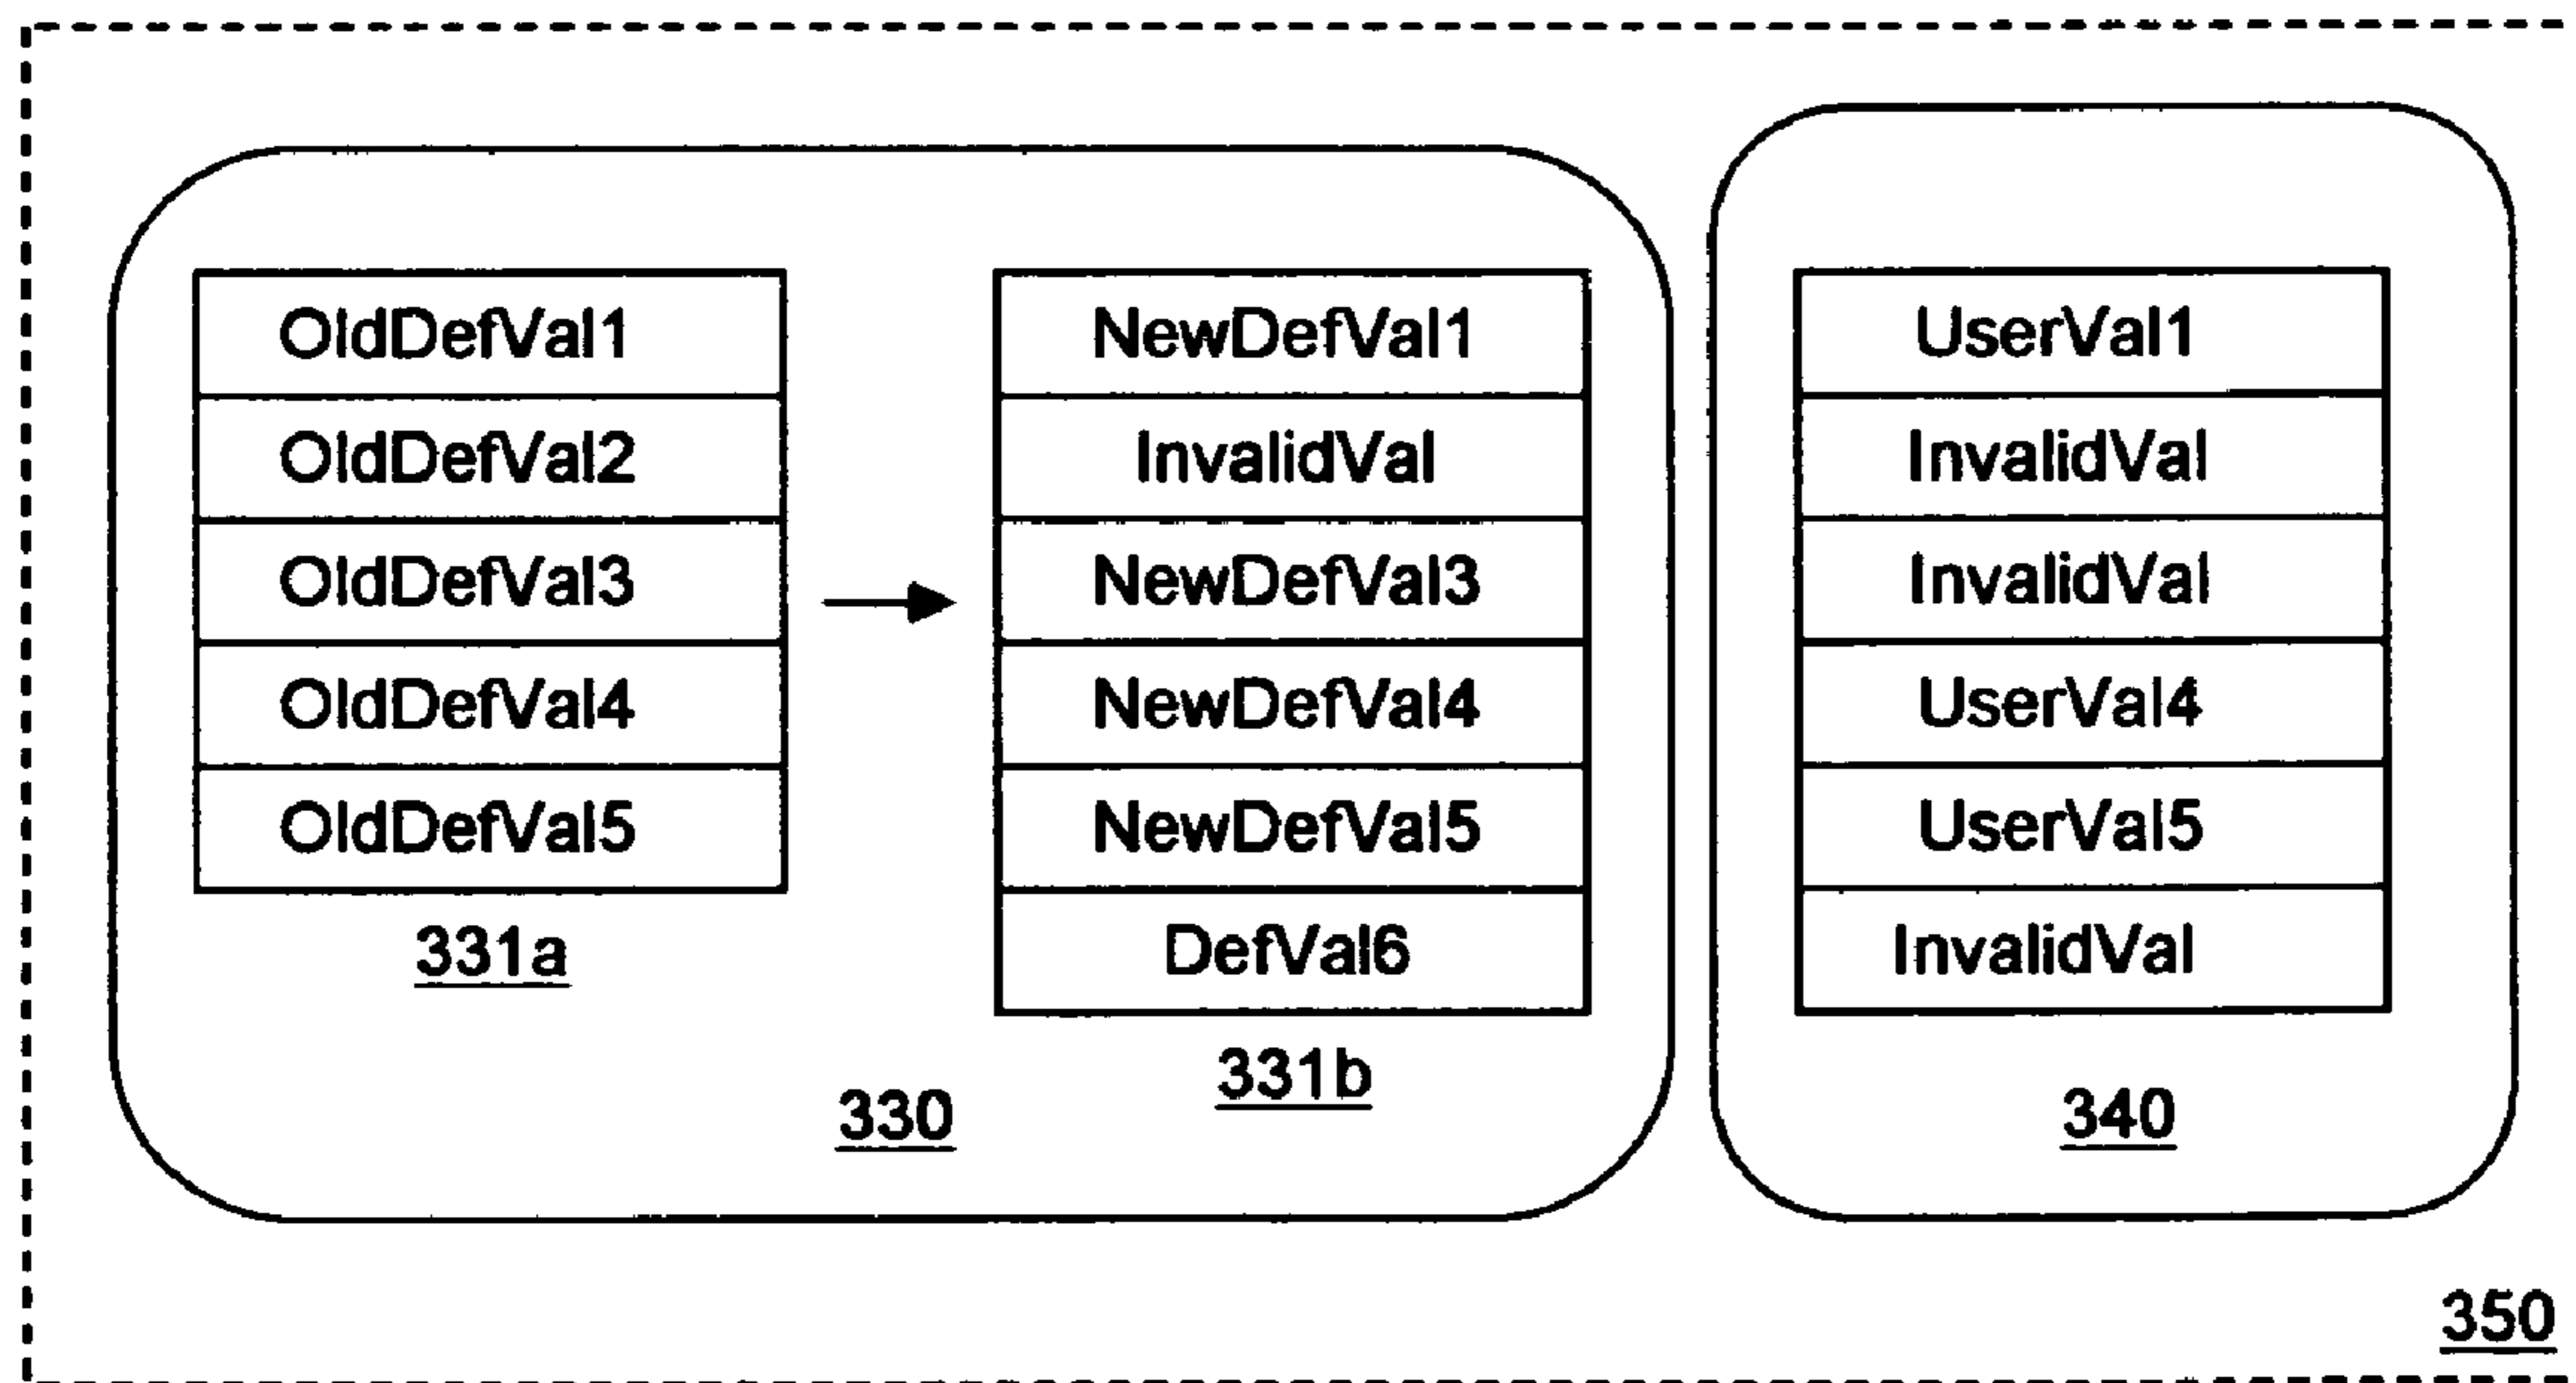 OldDefVal1
OldDefVal2
OldDefVal3
OldDefVal4
OldDefVal5
331a
NewDefVal1
InvalidVal
NewDefVal3
NewDefVal4
NewDefVal5
DefVal6
331b
330
UserVal1
InvalidVal
InvalidVal
UserVal4
UserVal5
InvalidVal
340
350